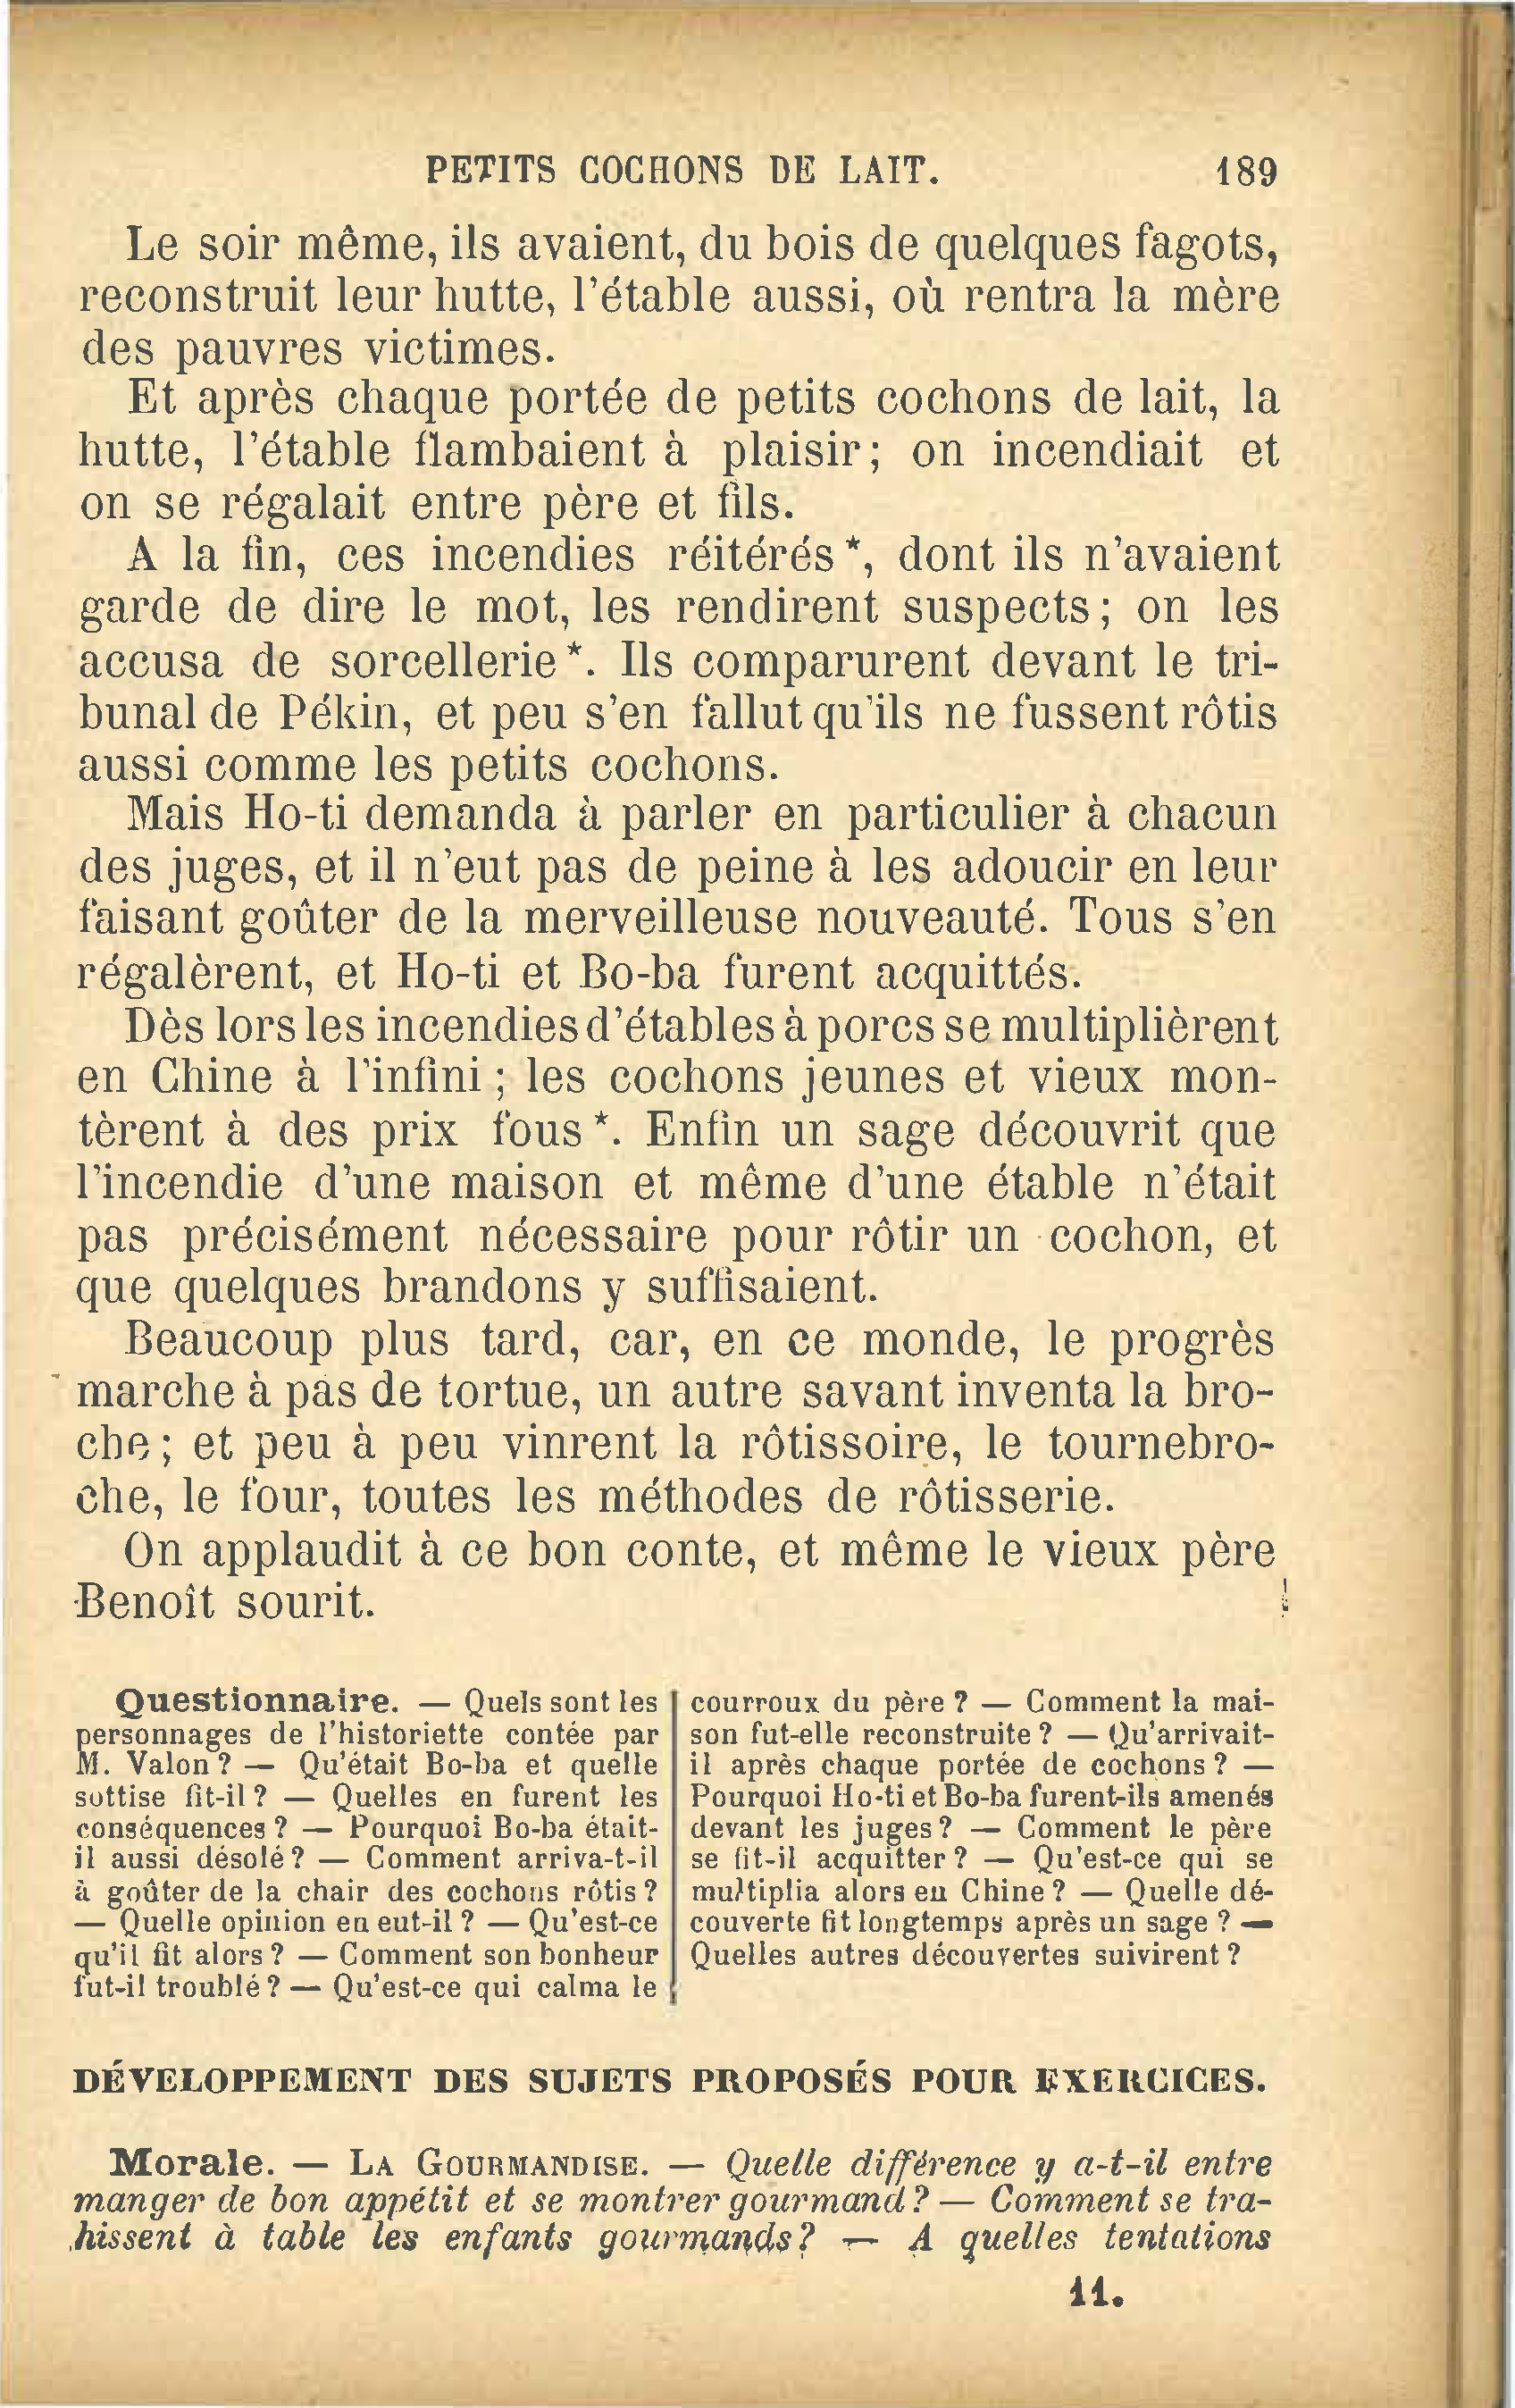 PETITS COCHONS DE LAIT. 189
Le soir même, ils avaient, du bois de quelques fagots,
reconstruit leur hutte, l'étable aussi, où rentra la mère
des pauvres victimes.
Et après chaque portée de petits cochons de lait, la
hutte, l'étable flambaient à plaisir; on incendiait et
on se régalait entre père et fils.
A la fin, ces incendies réitérés*, dont ils n'avaient
garde de dire le mot, les rendirent suspects; on les
accusa de sorcellerie*. Ils comparurent devant le tri-
bunal de Pékin, et peu s'en fallut qu'ils ne fussent rôtis
aussi comme les petits cochons.
Mais Ho-ti demanda à parler en particulier à chacun
des juges, et il n'eut pas de peine à les adoucir en leur
faisant goûter de la merveilleuse nouveauté. Tous s'en
régalèrent, et Ho-ti et Bo-ba furent acquittés.
Dès lors les incendies d'étables à porcs se multiplièrent
en Chine à l'infini; les cochons jeunes et vieux mon-
tèrent à des prix fous*. Enfin un sage découvrit que
l'incendie d'une maison et même d'une étable n'était
pas précisément nécessaire pour rôtir un cochon, et
que quelques brandons y suffisaient.
Beaucoup plus tard, car, en ce monde, le progrès
marche à pas de tortue, un autre savant inventa la bro-
che; et peu à peu vinrent la rôtissoire, le tournebro-
che, le four, toutes les méthodes de rôtisserie.
On applaudit à ce bon conte, et même le vieux père
Benoît sourit.
Questionnaire. — Quels sont les
personnages de l'historiette contée par
M. Valon? — Qu'était Bo-ba et quelle
sottise fit-il? — Quelles en furent les
conséquences? — Pourquoi Bo-ba était-
il aussi désolé? — Comment arriva-t-il
à goûter de la chair des cochons rôtis?
— Quelle opinion en eut-il? — Qu'est-ce
qu'il fit alors? — Comment son bonheur
fut-il troublé? — Qu'est-ce qui calma le
courroux du père? — Comment la mai-
son fut-elle reconstruite? — Qu'arrivait-
il après chaque portée de cochons? —
Pourquoi Ho-ti et Bo-ba furent-ils amenés
devant les juges? — Comment le père
se fit-il acquitter? — Qu'est-ce qui se
multiplia alors en Chine? — Quelle dé-
couverte fit longtemps après un sage? —
Quelles autres découvertes suivirent?
DÉVELOPPEMENT DES SUJETS PROPOSÉS POUR EXERCICES.
Morale. — LA GOURMANDISE. — Quelle différence y a-t-il entre
manger de bon appétit et se montrer gourmand? — Comment se tra-
hissent à table les enfants gourmands? — A quelles tentations
11.